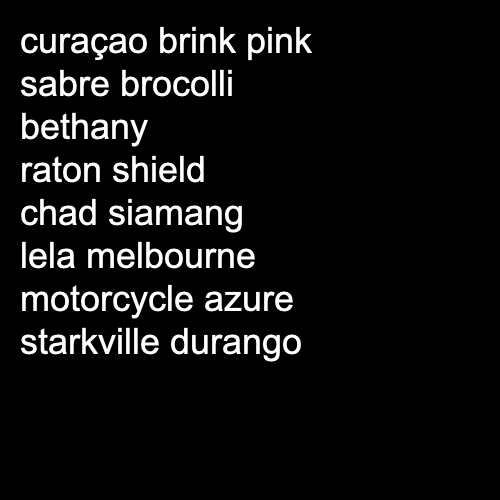 curaçao brink pink
sabre brocolli
bethany
raton shield
chad siamang
lela melbourne
motorcycle azure
starkville durango